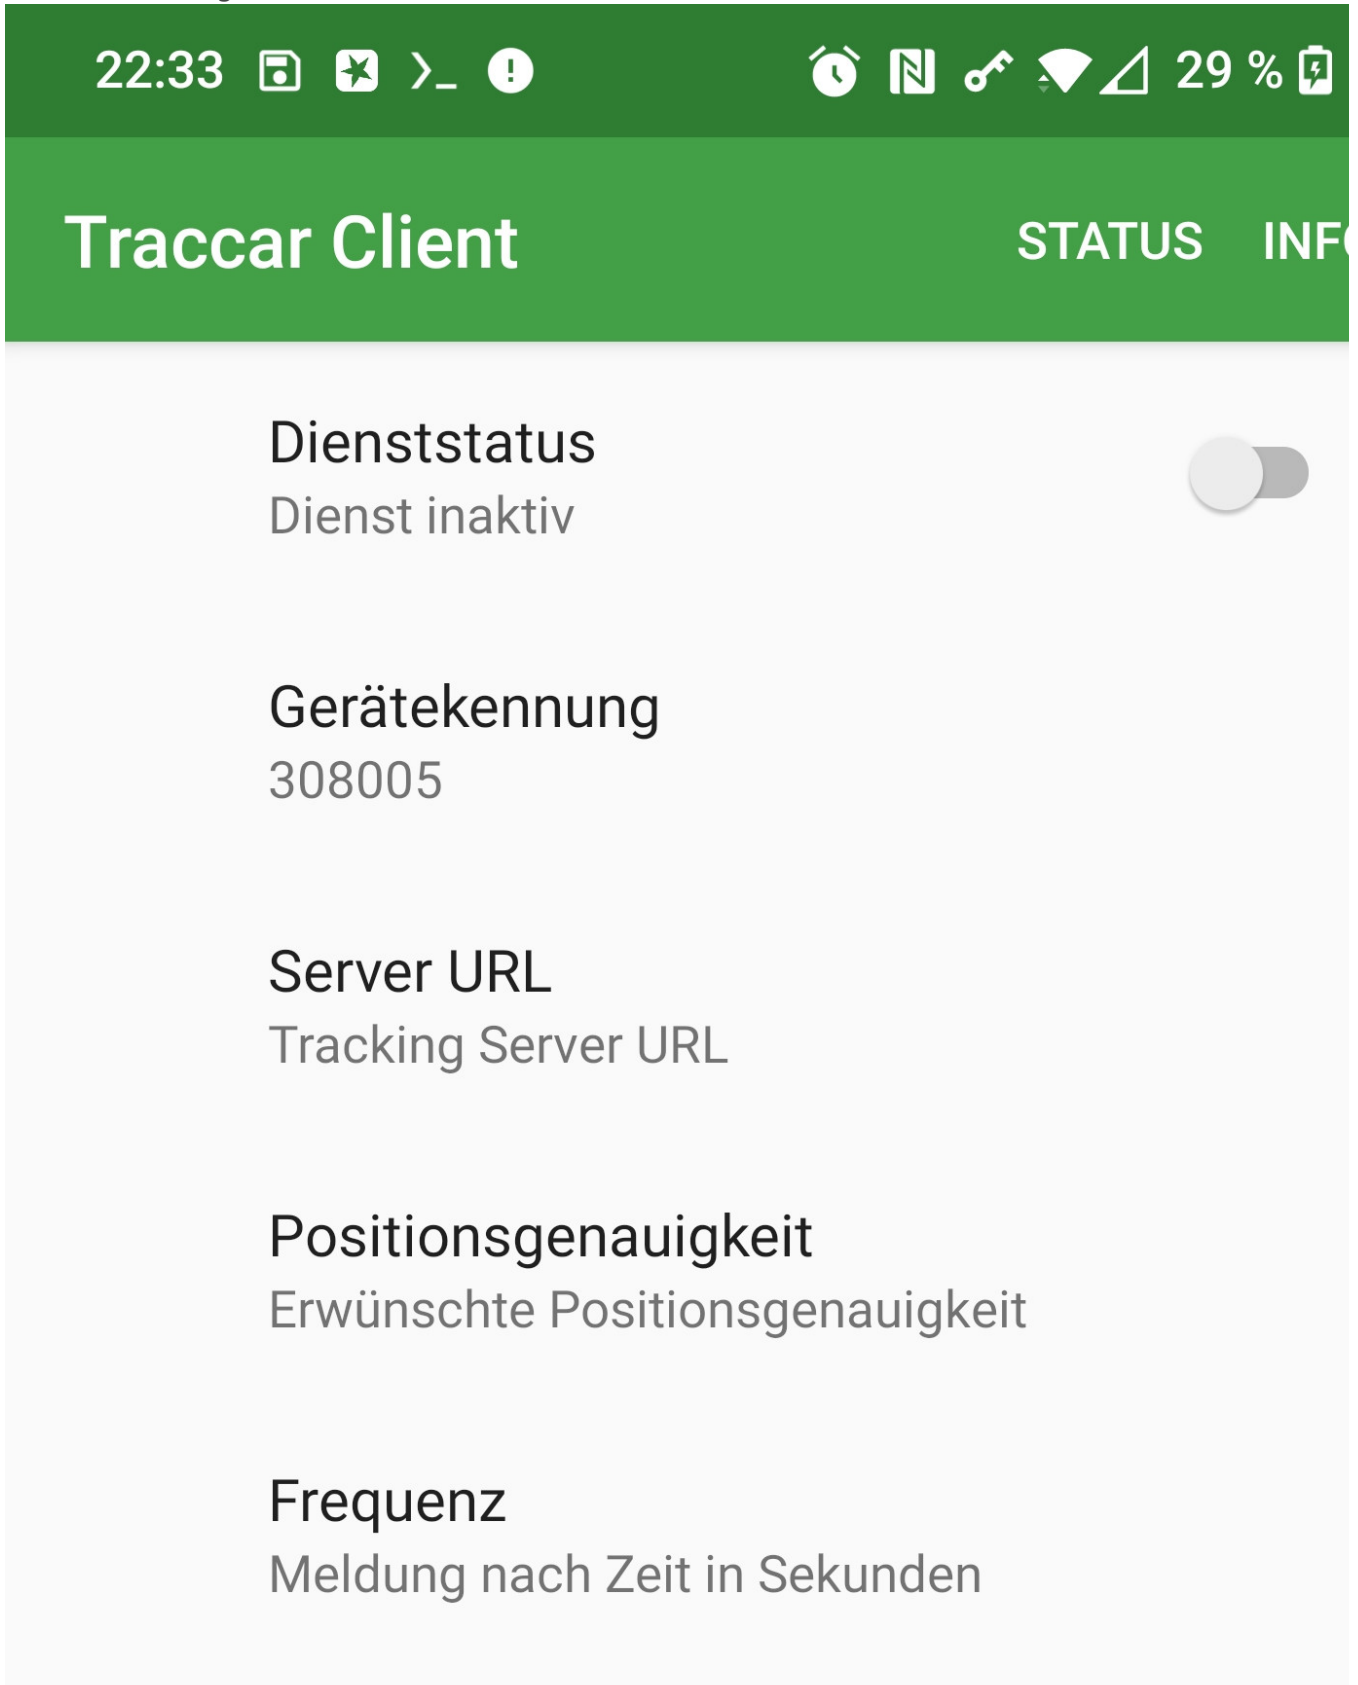 22:33 29 %
Traccar Client STATUS
Dienststatus
Dienst inaktiv
Gerätekennung
308005
Server URL
Tracking Server URL
Positionsgenauigkeit
Erwünschte Positionsgenauigkeit
Frequenz
Meldung nach Zeit in Sekunden